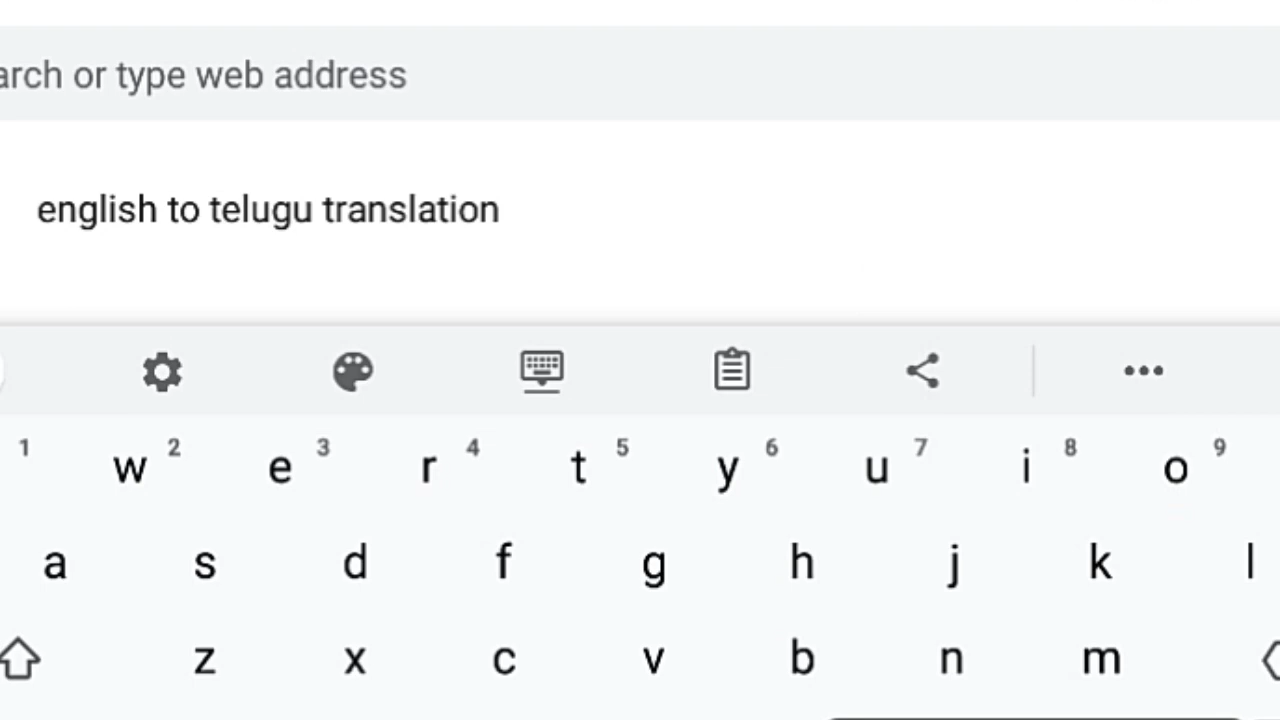 arch or type web address
english to telugu translation
1 w 2 e 3 r 4 t 5 y 6 u 7 i 8 o 9
a s d f g h j k l
z x c v b n m